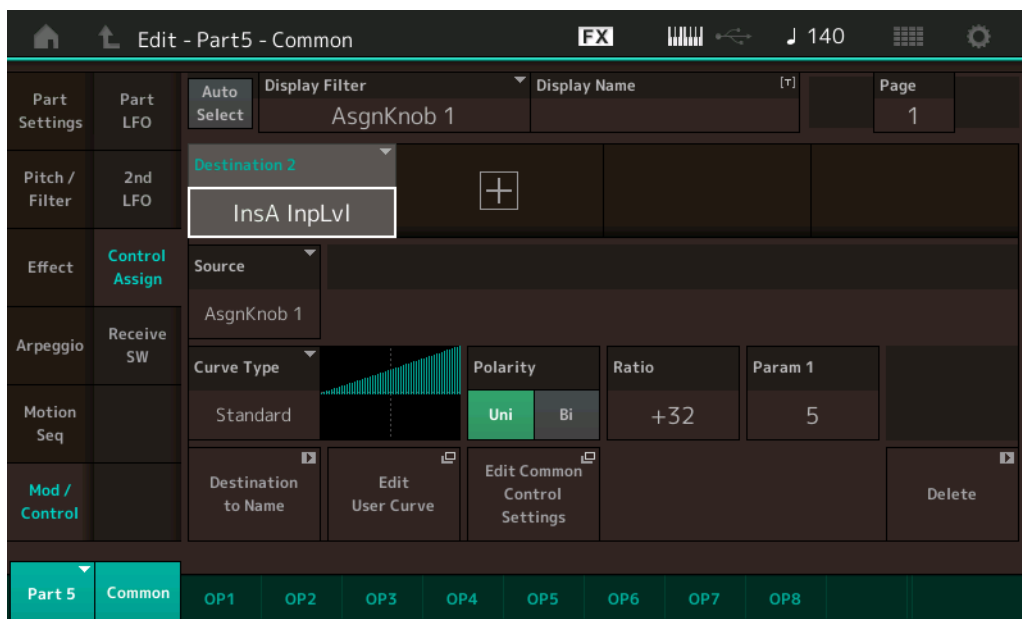 Edit - Part5 - Common
FX
♩ 140
Part
Settings
Part
LFO
Auto
Select
Display Filter
AsgnKnob 1
Display Name
[T]
Page
1
Pitch /
Filter
2nd
LFO
Destination 2
InsA InpLvl
Effect
Control
Assign
Source
AsgnKnob 1
Arpeggio
Receive
SW
Curve Type
Standard
Polarity
Uni
Bi
Ratio
+32
Param 1
5
Motion
Seq
Mod /
Control
Destination
to Name
Edit
User Curve
Edit Common
Control
Settings
Delete
Part 5
Common
OP1
OP2
OP3
OP4
OP5
OP6
OP7
OP8